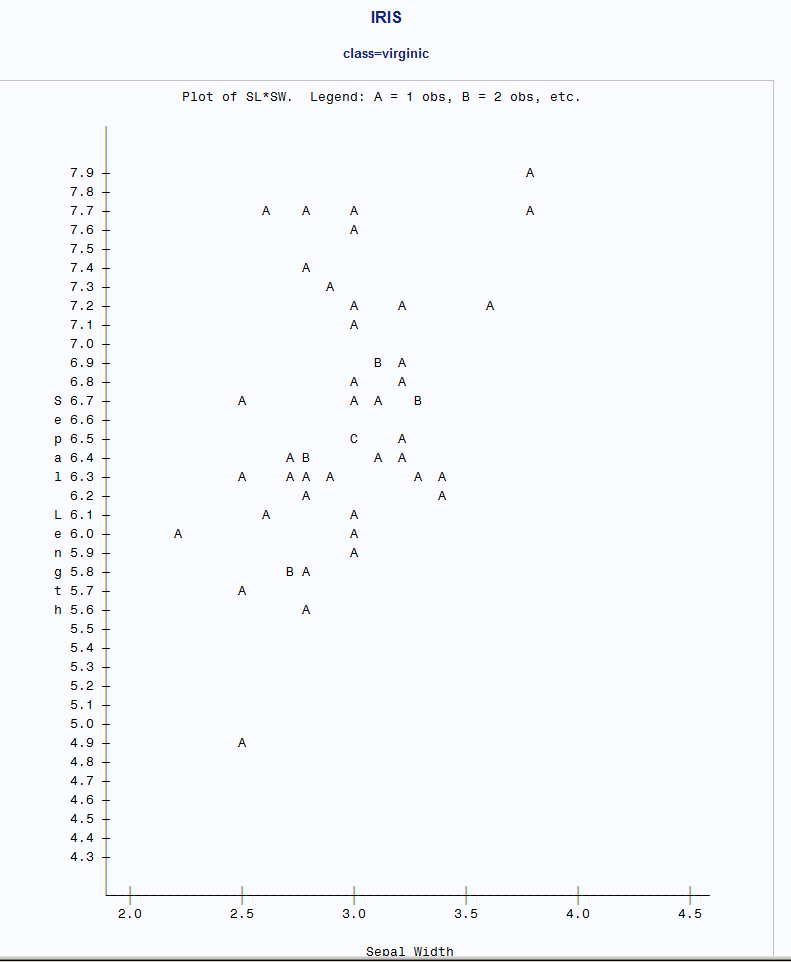 IRIS
class=virginic
Plot of SL*SW. Legend: A = 1 obs, B = 2 obs, etc.
7.9 A
7.8
7.7 A A A A
7.6 A
7.5
7.4 A
7.3 A
7.2 A A A
7.1 A
7.0
6.9 B A
6.8 A A
S 6.7 A A A B
e 6.6
p 6.5 C A
a 6.4 A B A A
l 6.3 A A A A A A
6.2 A A
L 6.1 A A
e 6.0 A A
n 5.9 A
g 5.8 B A
t 5.7 A
h 5.6 A
5.5
5.4
5.3
5.2
5.1
5.0
4.9 A
4.8
4.7
4.6
4.5
4.4
4.3
2.0 2.5 3.0 3.5 4.0 4.5
Sepal Width